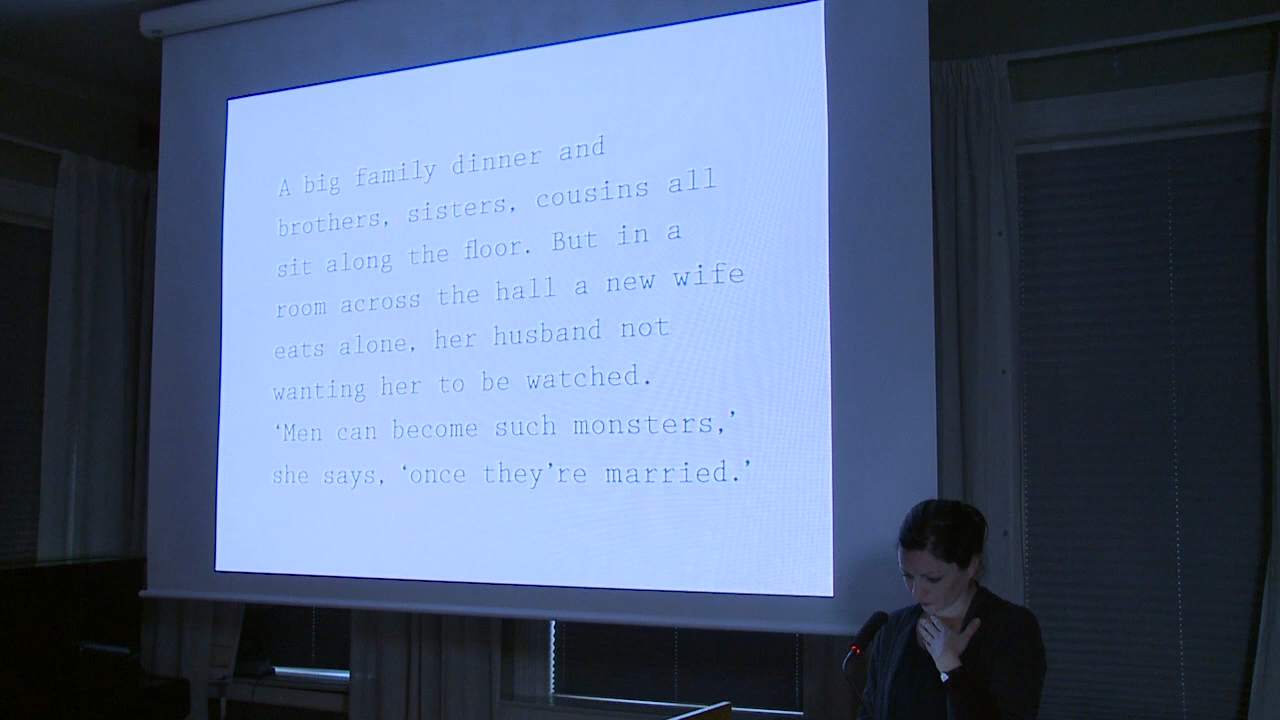 A big family dinner and
brothers, sisters, cousins all
sit along the floor. But in a
room across the hall a new wife
eats alone, her husband not
wanting her to be watched.
‘Men can become such monsters,’
she says, ‘once they’re married.’